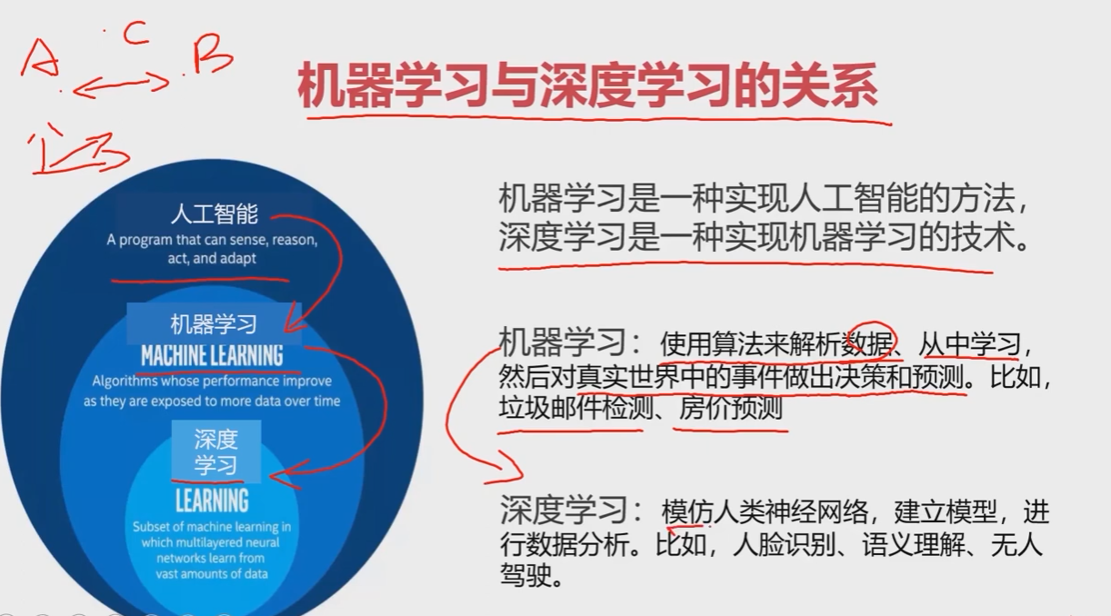 A
C
B
机器学习与深度学习的关系
人工智能
A program that can sense, reason,
act, and adapt
机器学习
MACHINE LEARNING
Algorithms whose performance improve
as they are exposed to more data over time
深度
学习
LEARNING
Subset of machine learning in
which multilayered neural
networks learn from
vast amounts of data
机器学习是一种实现人工智能的方法，
深度学习是一种实现机器学习的技术。
机器学习：使用算法来解析数据、从中学习，
然后对真实世界中的事件做出决策和预测。比如，
垃圾邮件检测、房价预测
深度学习：模仿人类神经网络，建立模型，进
行数据分析。比如，人脸识别、语义理解、无人
驾驶。